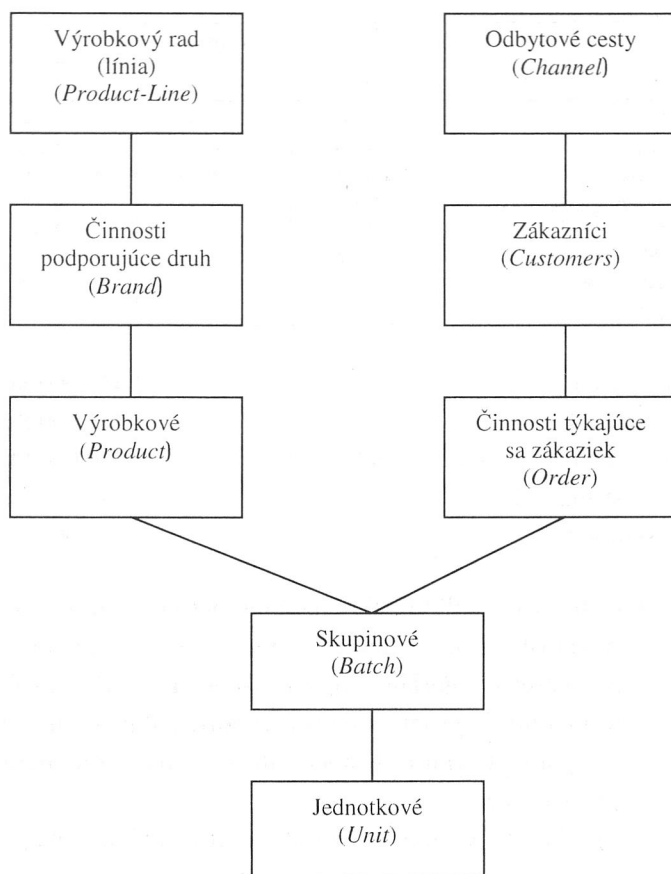 Výrobkový rad
(línia)
(Product-Line)
Odbytové cesty
(Channel)
Činnosti
podporujúce druh
(Brand)
Zákazníci
(Customers)
Výrobkové
(Product)
Činnosti týkajúce
sa zákaziek
(Order)
Skupinové
(Batch)
Jednotkové
(Unit)